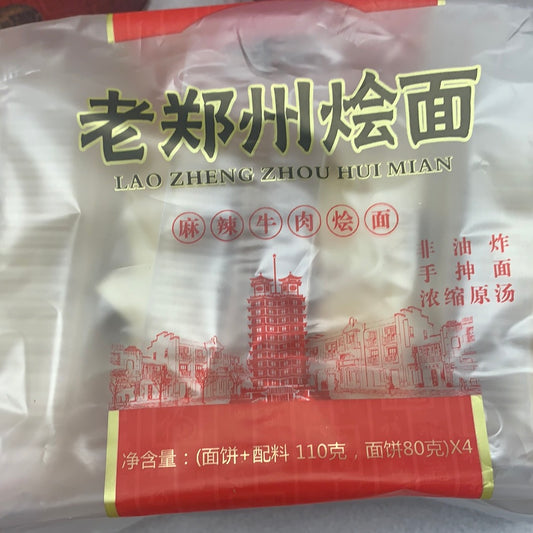 老郑州烩面
LAO ZHENG ZHOU HUI MIAN
麻辣牛肉烩面
非油炸
手抻面
浓缩原汤
净含量：(面饼+配料 110克，面饼80克)X4